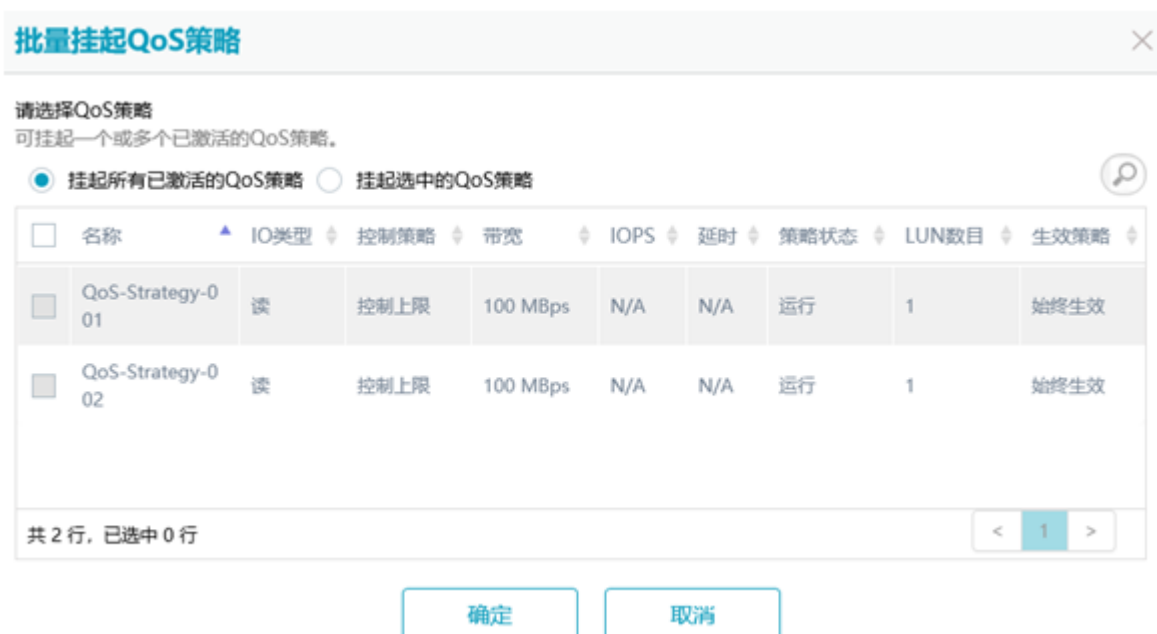 批量挂起QoS策略
请选择QoS策略
可挂起一个或多个已激活的QoS策略。
挂起所有已激活的QoS策略 挂起选中的QoS策略
名称 IO类型 控制策略 带宽 IOPS 延时 策略状态 LUN数目 生效策略
QoS-Strategy-0
01 读 控制上限 100 MBps N/A N/A 运行 1 始终生效
QoS-Strategy-0
02 读 控制上限 100 MBps N/A N/A 运行 1 始终生效
共 2 行，已选中 0 行 < 1 >
确定 取消